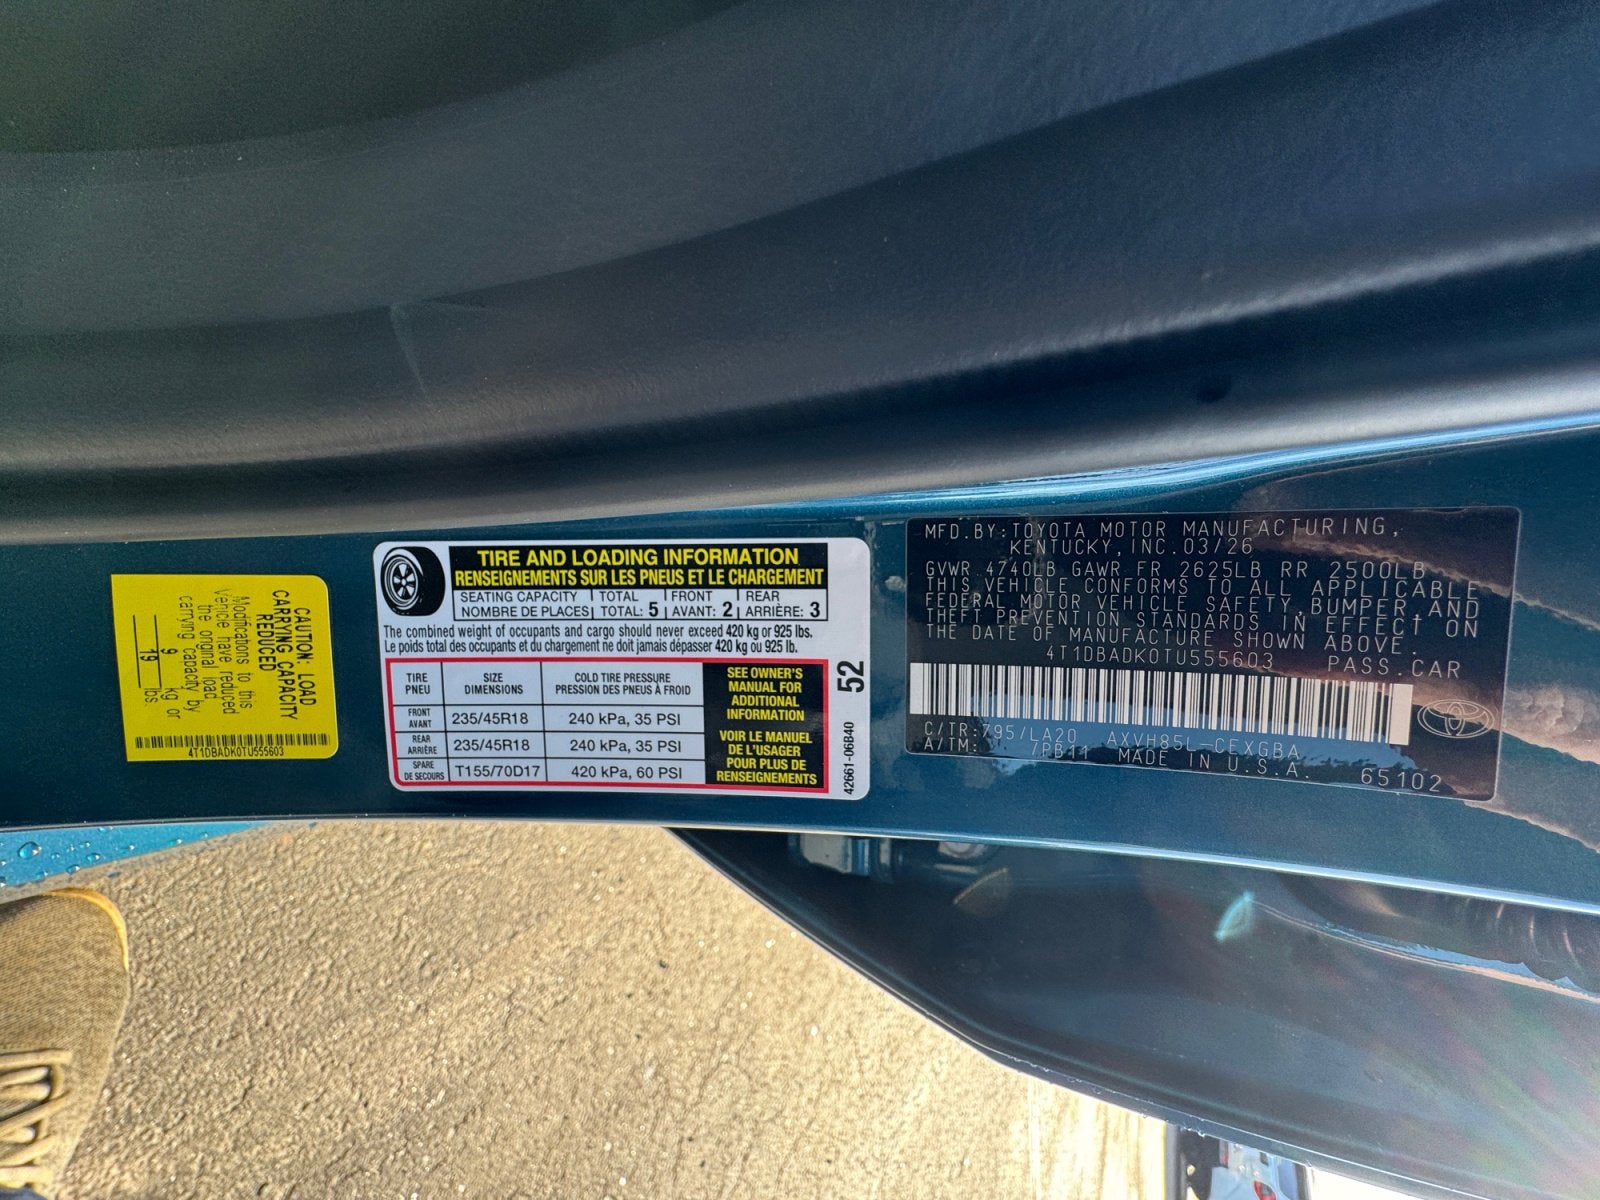 CAUTION: LOAD
CARRYING CAPACITY
REDUCED
Modifications to this
Vehicle have reduced
the original load
carrying capacity by
9 kg or
19 lbs
4T1DBADK0TU555603
TIRE AND LOADING INFORMATION
RENSEIGNEMENTS SUR LES PNEUS ET LE CHARGEMENT
SEATING CAPACITY TOTAL FRONT REAR
NOMBRE DE PLACES TOTAL: 5 AVANT: 2 ARRIÈRE: 3
The combined weight of occupants and cargo should never exceed 420 kg or 925 lbs.
Le poids total des occupants et du chargement ne doit jamais dépasser 420 kg ou 925 lb.
TIRE SIZE COLD TIRE PRESSURE
PNEU DIMENSIONS PRESSION DES PNEUS À FROID
FRONT
AVANT 235/45R18 240 kPa, 35 PSI
REAR
ARRIÈRE 235/45R18 240 kPa, 35 PSI
SPARE
DE SECOURS T155/70D17 420 kPa, 60 PSI
SEE OWNER'S
MANUAL FOR
ADDITIONAL
INFORMATION
VOIR LE MANUEL
DE L'USAGER
POUR PLUS DE
RENSEIGNEMENTS
52
42661-06B40
MFD.BY:TOYOTA MOTOR MANUFACTURING,
KENTUCKY,INC.03/26
GVWR 4740LB GAWR FR 2625LB RR 2500LB
THIS VEHICLE CONFORMS TO ALL APPLICABLE
FEDERAL MOTOR VEHICLE SAFETY,BUMPER,AND
THEFT PREVENTION STANDARDS IN EFFECT ON
THE DATE OF MANUFACTURE SHOWN ABOVE.
4T1DBADK0TU555603 PASS.CAR
C/TR:795/LA20 AXVH85L-CEXGBA
A/TM: 7PB11 MADE IN U.S.A. 65102